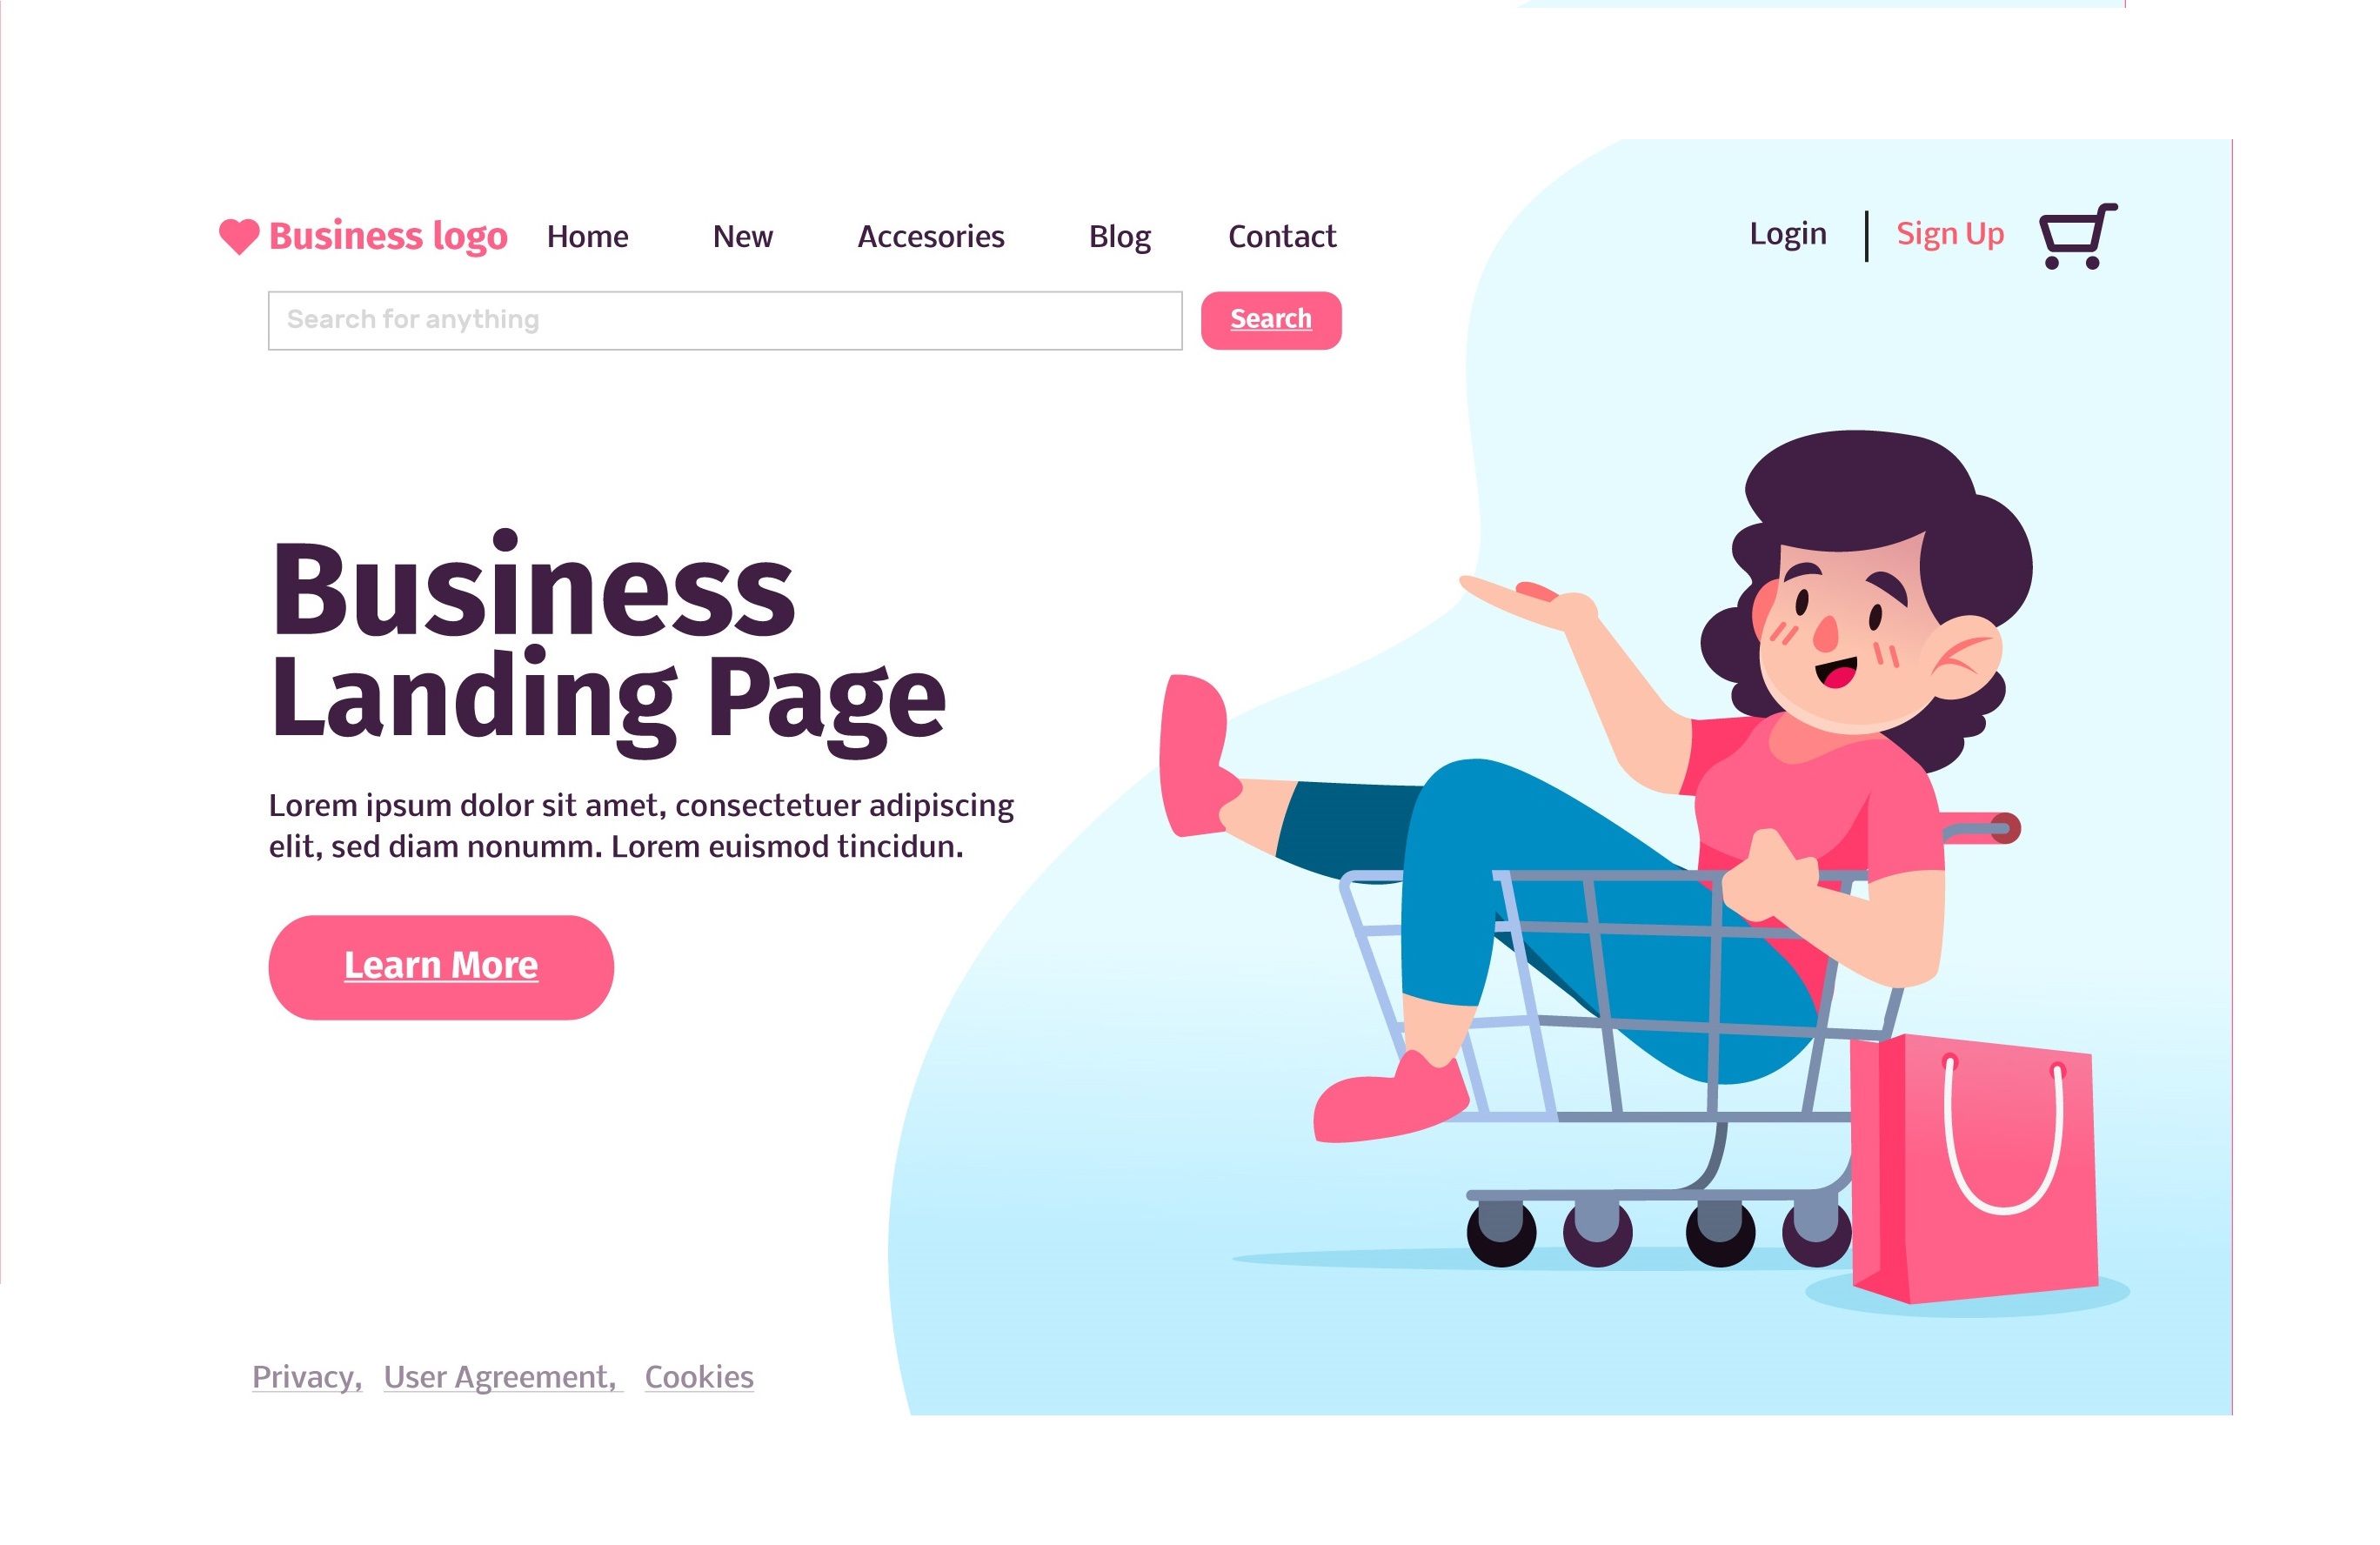 Business logo Home New Accesories Blog Contact Login Sign Up
Search for anything Search
Business
Landing Page
Lorem ipsum dolor sit amet, consectetuer adipiscing
elit, sed diam nonumm. Lorem euismod tincidun.
Learn More
Privacy, User Agreement, Cookies